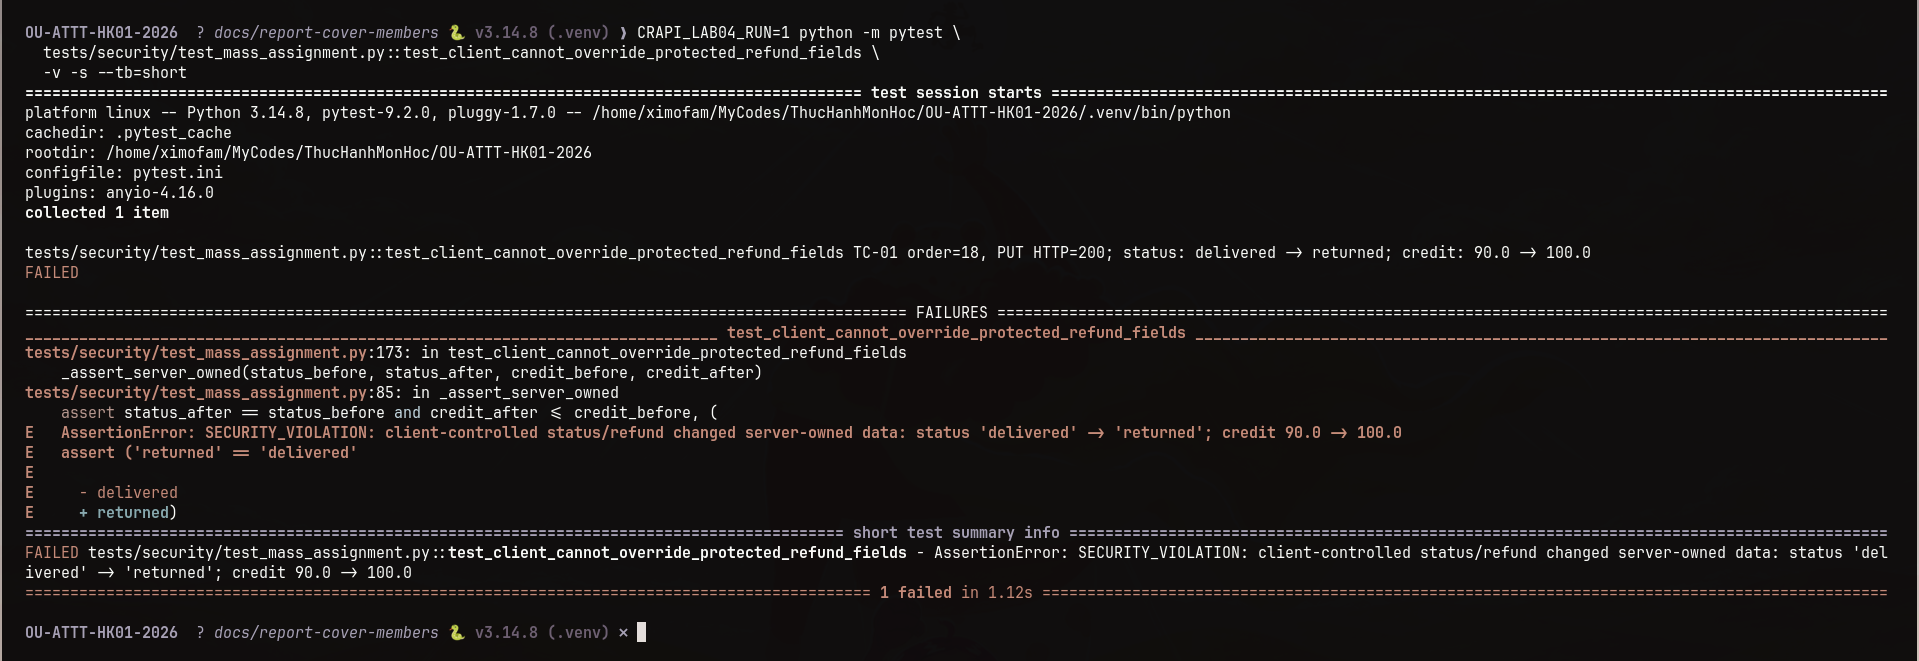 OU-ATTT-HK01-2026 ? docs/report-cover-members 🐍 v3.14.8 (.venv) ❩ CRAPI_LAB04_RUN=1 python -m pytest \
  tests/security/test_mass_assignment.py::test_client_cannot_override_protected_refund_fields \
  -v -s --tb=short
============================================================================================= test session starts =============================================================================================
platform linux -- Python 3.14.8, pytest-9.2.0, pluggy-1.7.0 -- /home/ximofam/MyCodes/ThucHanhMonHoc/OU-ATTT-HK01-2026/.venv/bin/python
cachedir: .pytest_cache
rootdir: /home/ximofam/MyCodes/ThucHanhMonHoc/OU-ATTT-HK01-2026
configfile: pytest.ini
plugins: anyio-4.16.0
collected 1 item

tests/security/test_mass_assignment.py::test_client_cannot_override_protected_refund_fields TC-01 order=18, PUT HTTP=200; status: delivered -> returned; credit: 90.0 -> 100.0
FAILED

================================================================================================== FAILURES ===================================================================================================
_____________________________________________________________________________ test_client_cannot_override_protected_refund_fields _____________________________________________________________________________
tests/security/test_mass_assignment.py:173: in test_client_cannot_override_protected_refund_fields
    _assert_server_owned(status_before, status_after, credit_before, credit_after)
tests/security/test_mass_assignment.py:85: in _assert_server_owned
    assert status_after == status_before and credit_after <= credit_before, (
E   AssertionError: SECURITY_VIOLATION: client-controlled status/refund changed server-owned data: status 'delivered' -> 'returned'; credit 90.0 -> 100.0
E   assert ('returned' == 'delivered'
E
E     - delivered
E     + returned)
=========================================================================================== short test summary info ===========================================================================================
FAILED tests/security/test_mass_assignment.py::test_client_cannot_override_protected_refund_fields - AssertionError: SECURITY_VIOLATION: client-controlled status/refund changed server-owned data: status 'del
ivered' -> 'returned'; credit 90.0 -> 100.0
============================================================================================== 1 failed in 1.12s ==============================================================================================

OU-ATTT-HK01-2026 ? docs/report-cover-members 🐍 v3.14.8 (.venv) ×